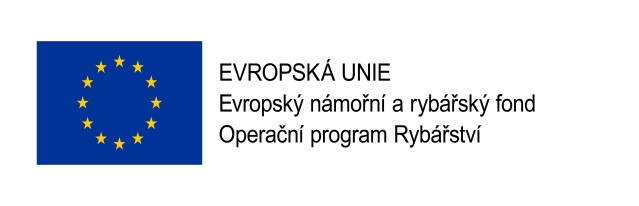 EVROPSKÁ UNIE
Evropský námořní a rybářský fond
Operační program Rybářství